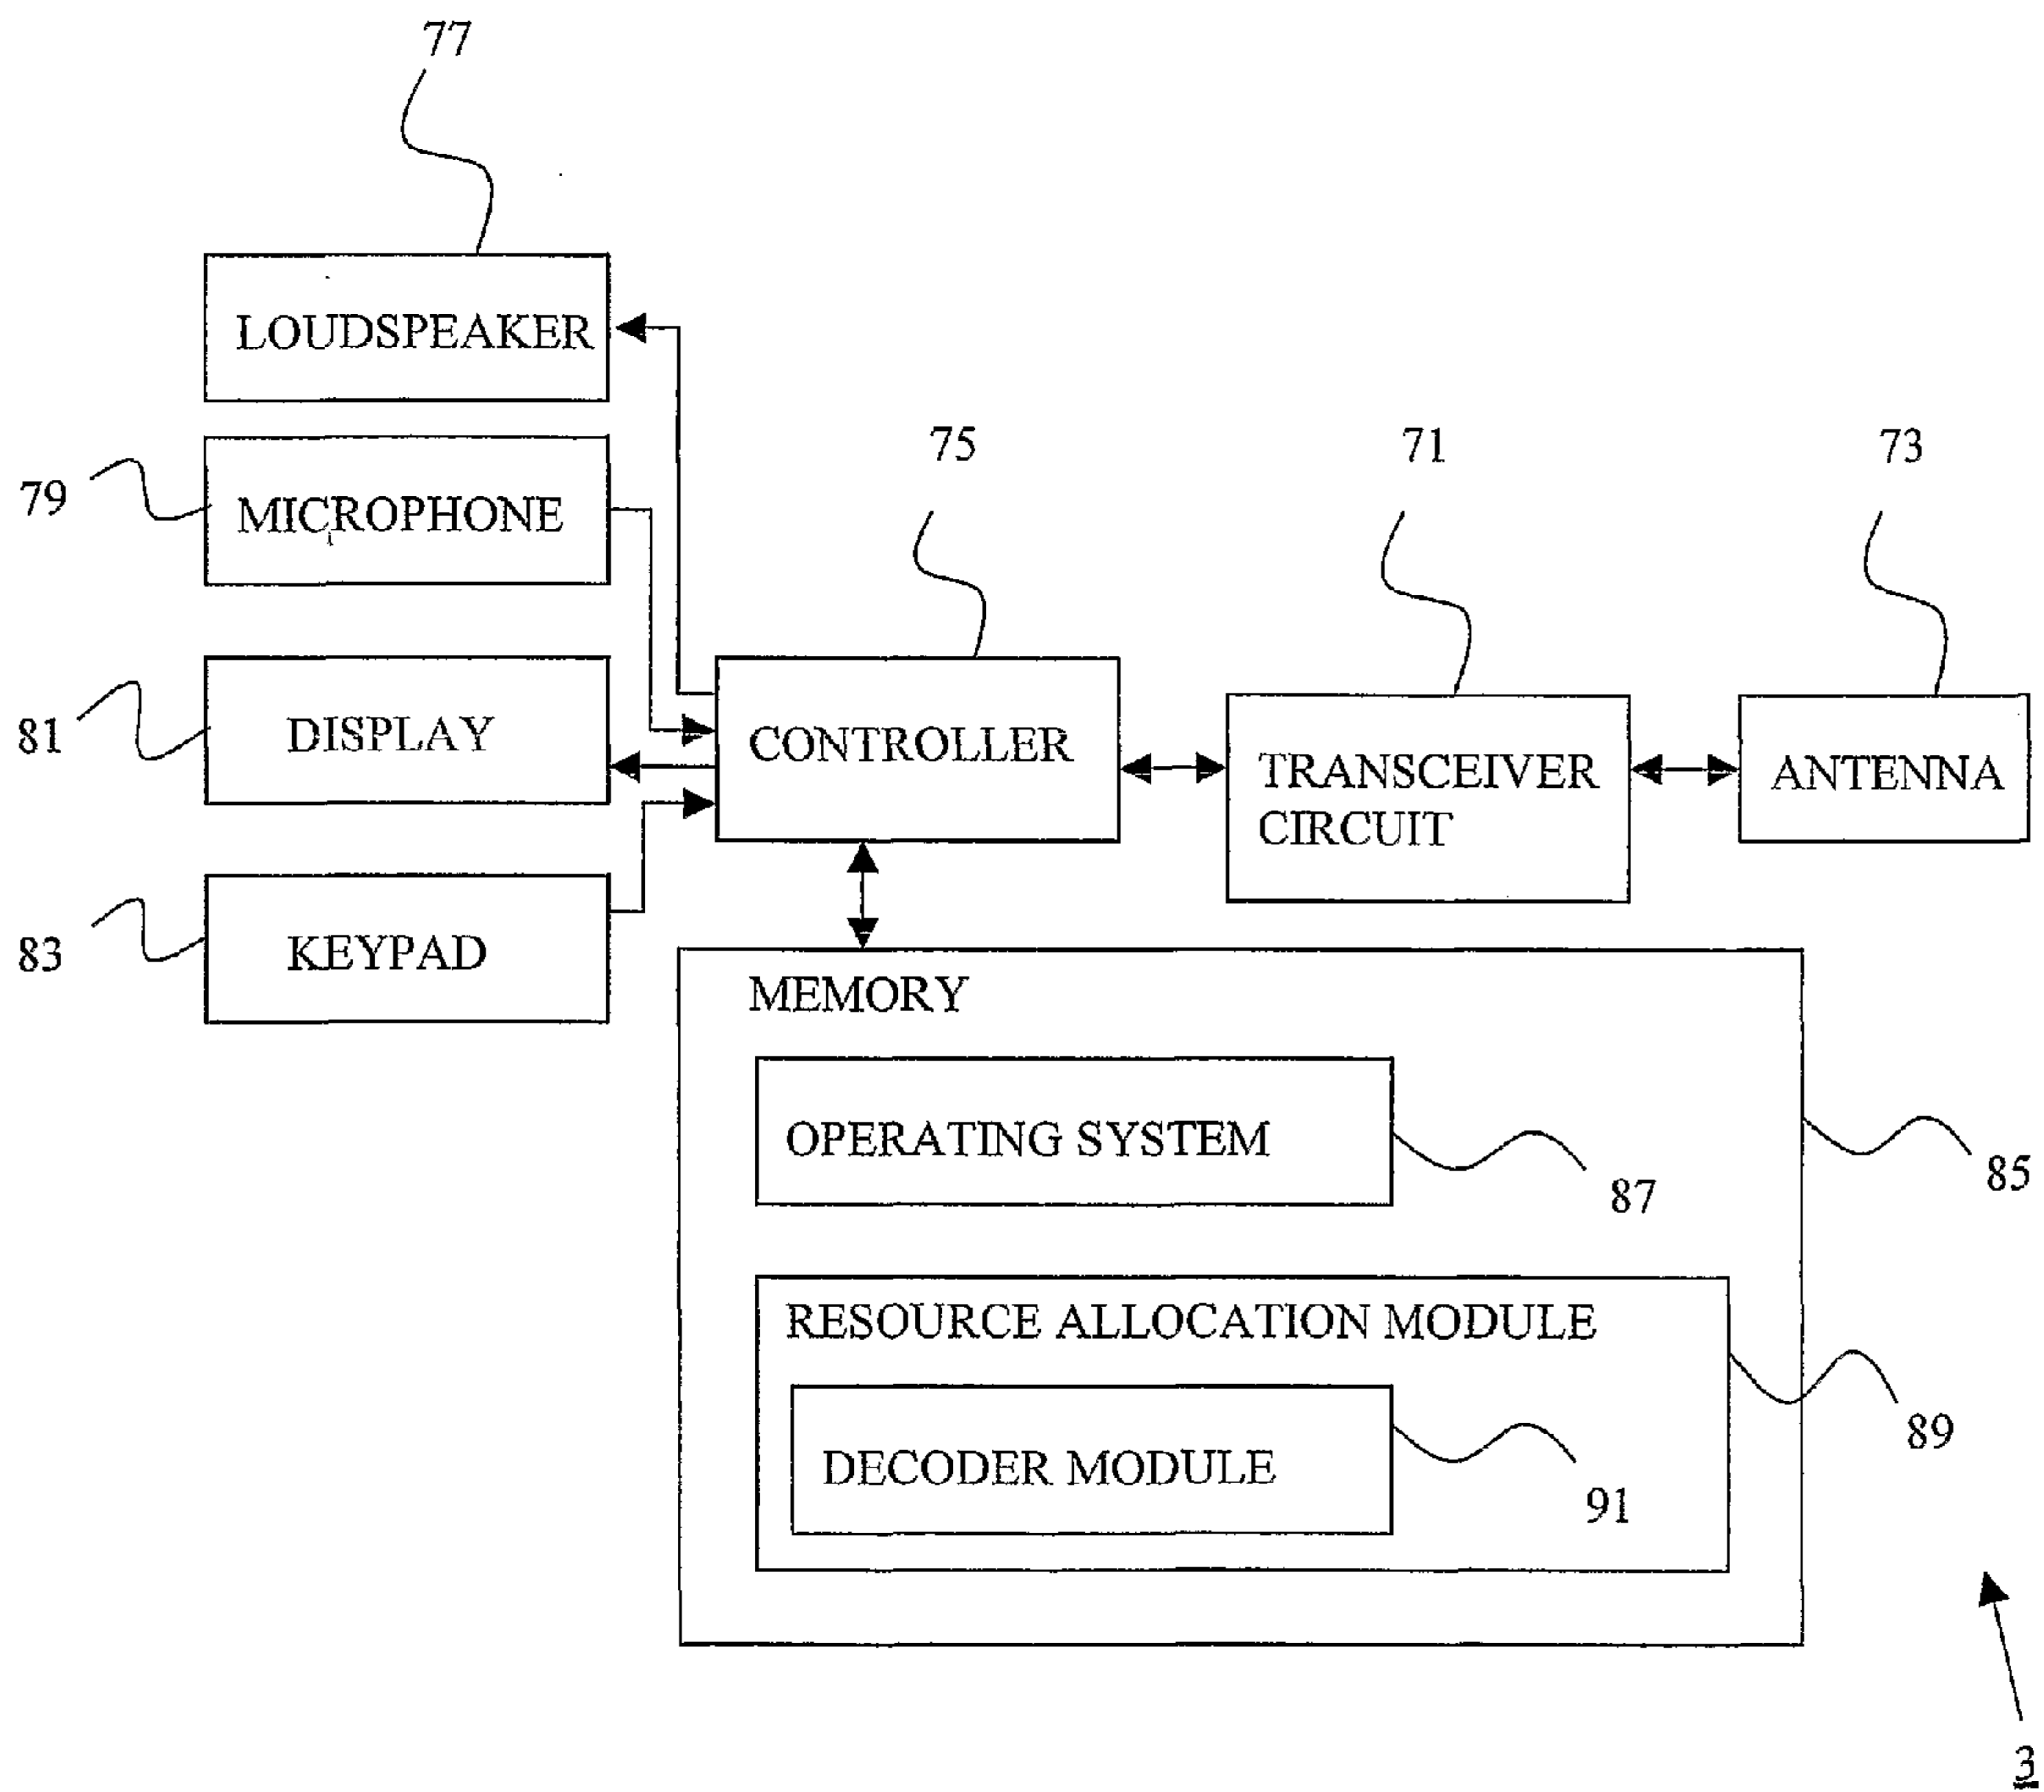 77
LOUDSPEAKER
75
71
73
79
MICROPHONE
81
DISPLAY
CONTROLLER
TRANSCEIVER
CIRCUIT
ANTENNA
83
KEYPAD
MEMORY
OPERATING SYSTEM
87
85
RESOURCE ALLOCATION MODULE
89
DECODER MODULE
91
3